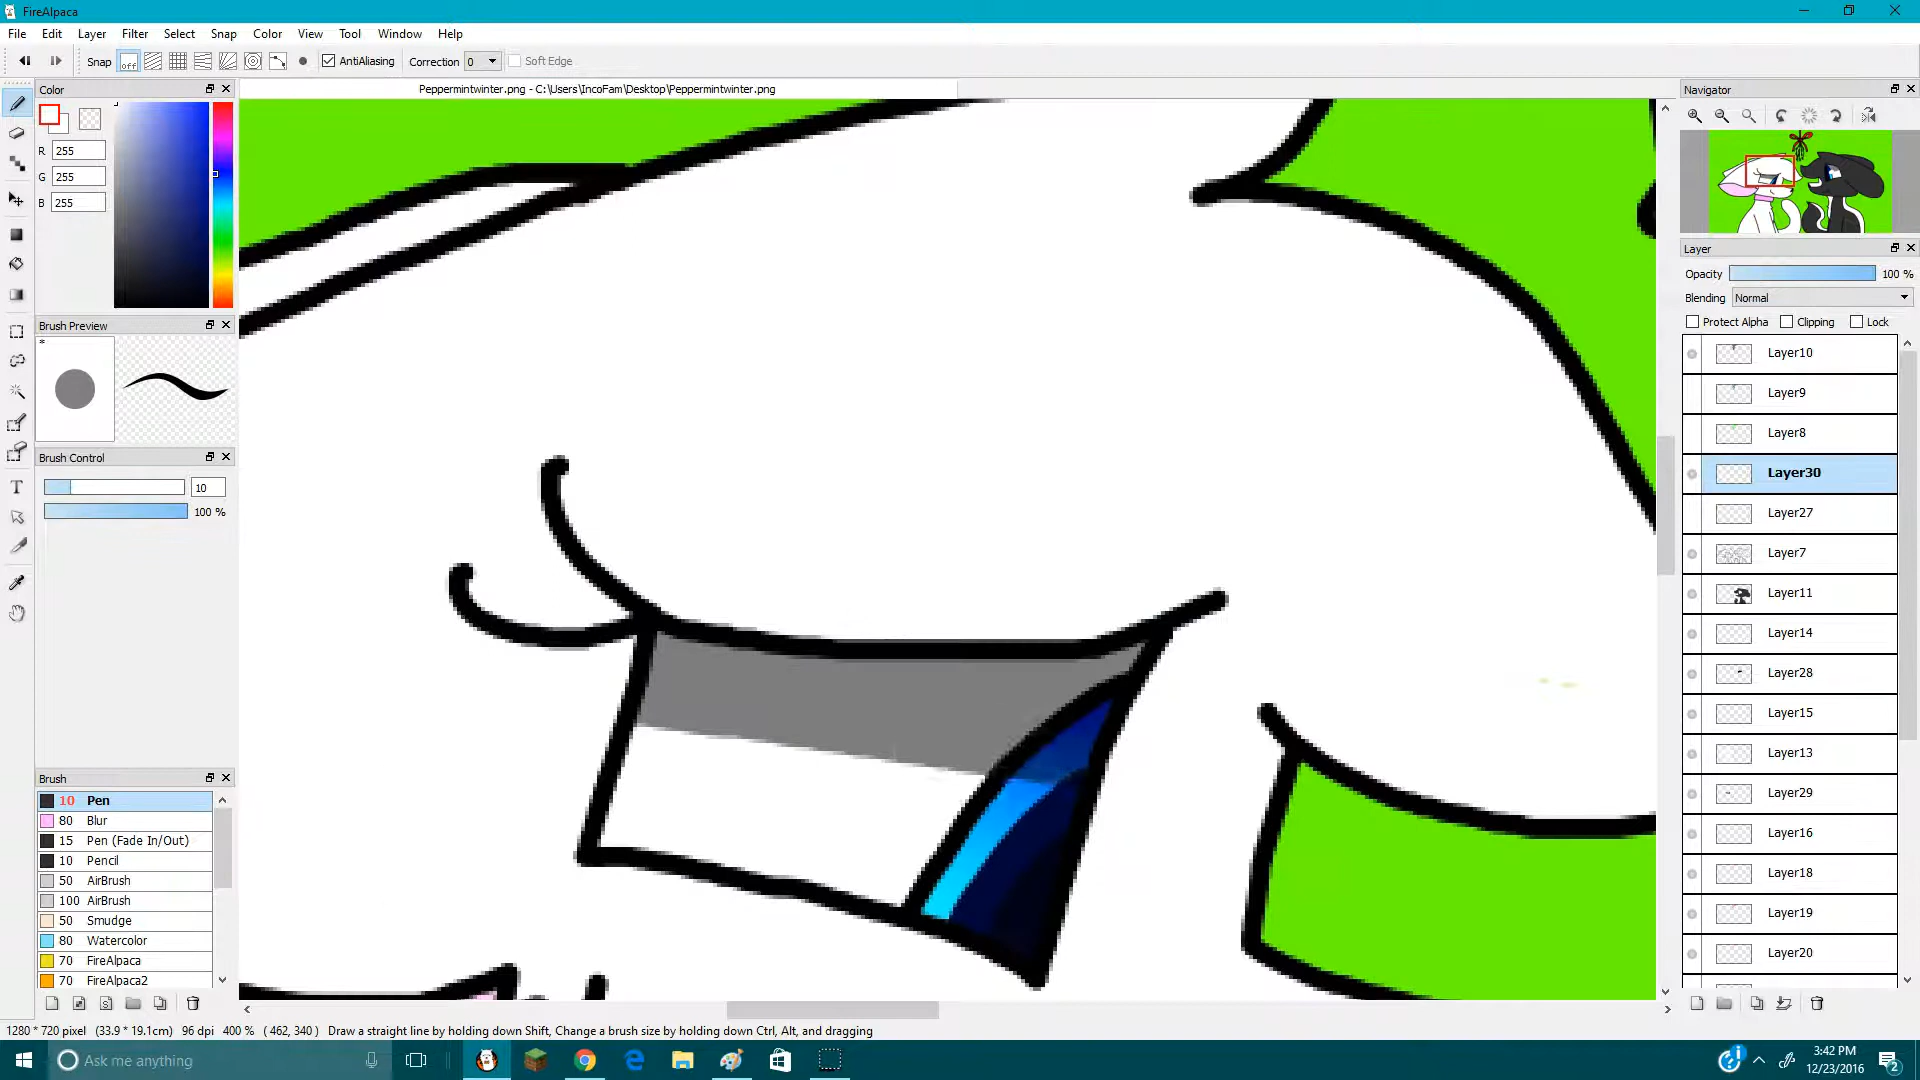 FireAlpaca
File Edit Layer Filter Select Snap Color View Tool Window Help
Snap off AntiAliasing Correction 0 Soft Edge
Color
Peppermintwinter.png - C:\Users\IncoFam\Desktop\Peppermintwinter.png
Navigator
R 255
G 255
B 255
Layer
Opacity 100 %
Blending Normal
Protect Alpha Clipping Lock
Brush Preview
*
Brush Control
10
100 %
Layer10
Layer9
Layer8
Layer30
Layer27
Layer7
Layer11
Layer14
Layer28
Layer15
Layer13
Layer29
Layer16
Layer18
Layer19
Layer20
Brush
10 Pen
80 Blur
15 Pen (Fade In/Out)
10 Pencil
50 AirBrush
100 AirBrush
50 Smudge
80 Watercolor
70 FireAlpaca
70 FireAlpaca2
T
S
1280 * 720 pixel (33.9 * 19.1cm) 96 dpi 400 % ( 462, 340 ) Draw a straight line by holding down Shift, Change a brush size by holding down Ctrl, Alt, and dragging
Ask me anything
3:42 PM
12/23/2016
2